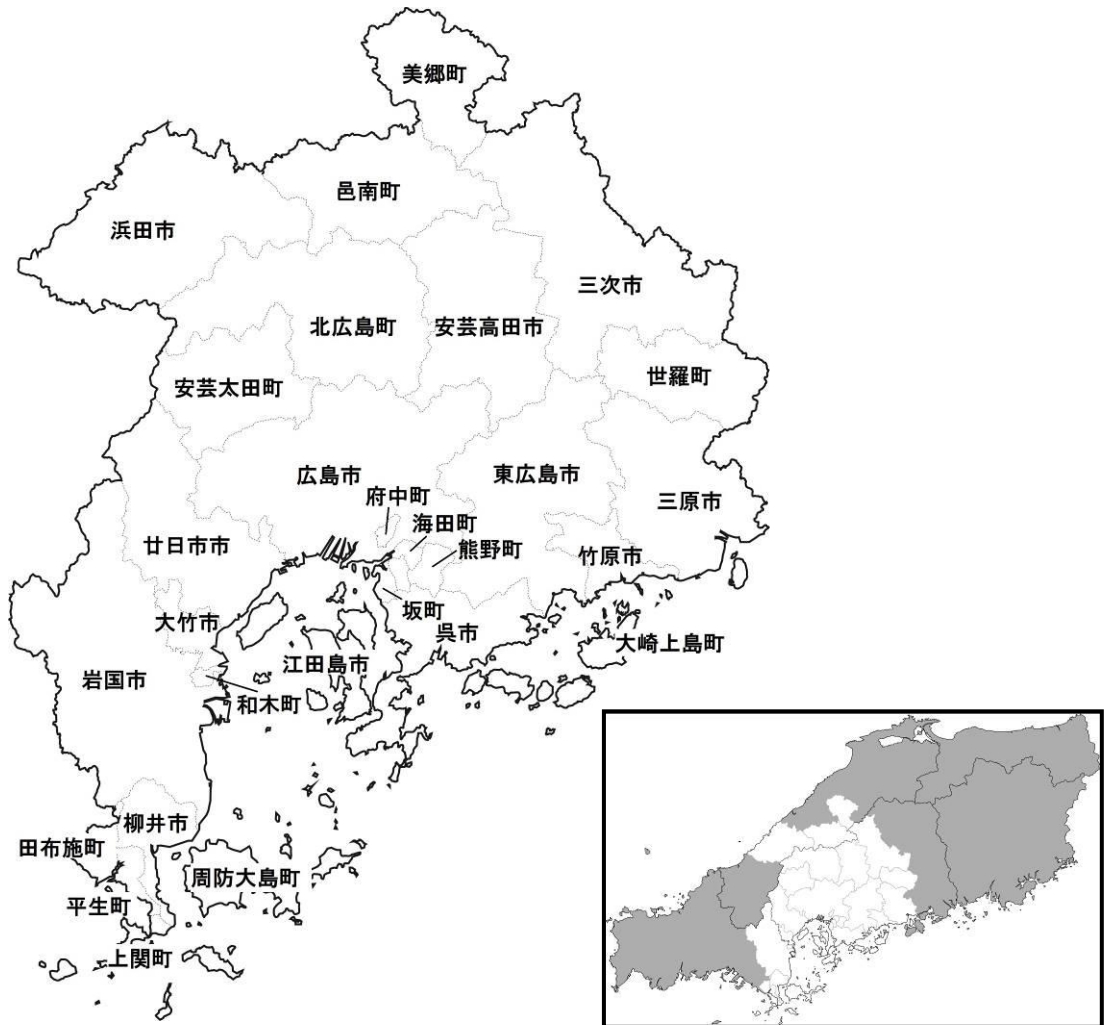 美郷町
邑南町
浜田市
三次市
北広島町
安芸高田市
世羅町
安芸太田町
広島市
東広島市
府中町
三原市
海田町
熊野町
廿日市市
竹原市
坂町
大竹市
呉市
大崎上島町
江田島市
岩国市
和木町
柳井市
田布施町
周防大島町
平生町
上関町